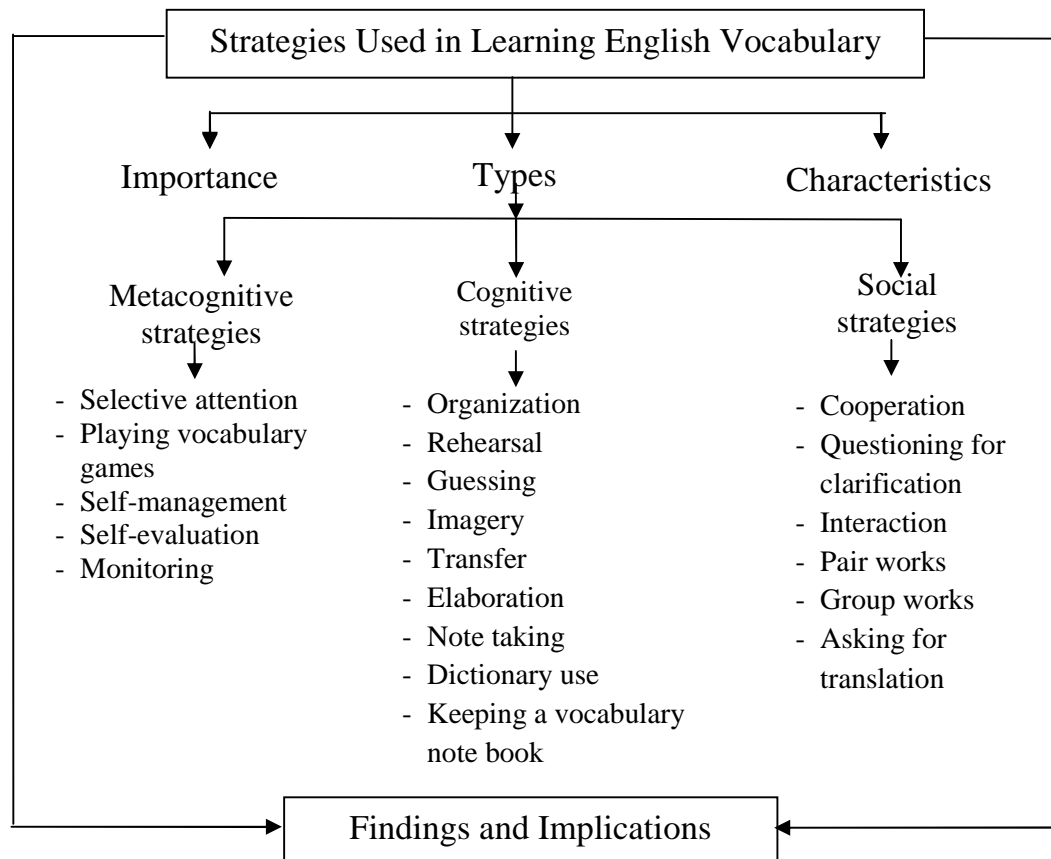 Strategies Used in Learning English Vocabulary
Importance
Types
Characteristics
Metacognitive
strategies
- Selective attention
- Playing vocabulary
games
- Self-management
- Self-evaluation
- Monitoring
Cognitive
strategies
- Organization
- Rehearsal
- Guessing
- Imagery
- Transfer
- Elaboration
- Note taking
- Dictionary use
- Keeping a vocabulary
note book
Social
strategies
- Cooperation
- Questioning for
clarification
- Interaction
- Pair works
- Group works
- Asking for
translation
Findings and Implications